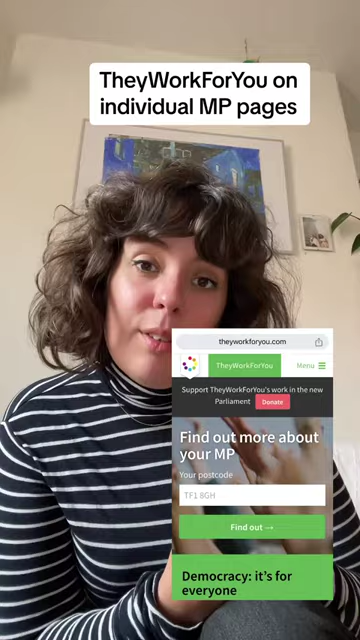 TheyWorkForYou on
individual MP pages
theyworkforyou.com
TheyWorkForYou
Menu
Support TheyWorkForYou's work in the new
Parliament
Donate
Find out more about
your MP
Your postcode
TF1 8GH
Find out →
Democracy: it's for
everyone